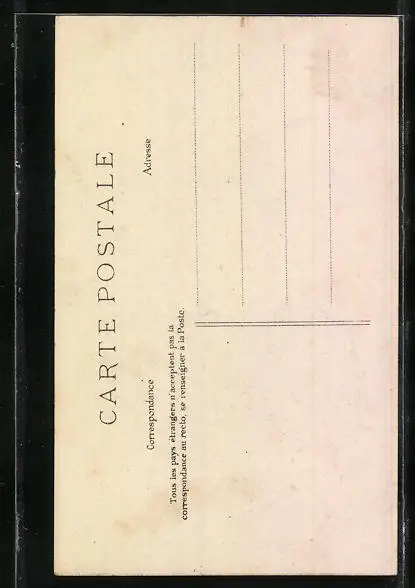 CARTE POSTALE
Correspondance
Adresse
Tous les pays étrangers n'acceptent pas la
correspondance au recto, se renseigner à la Poste.